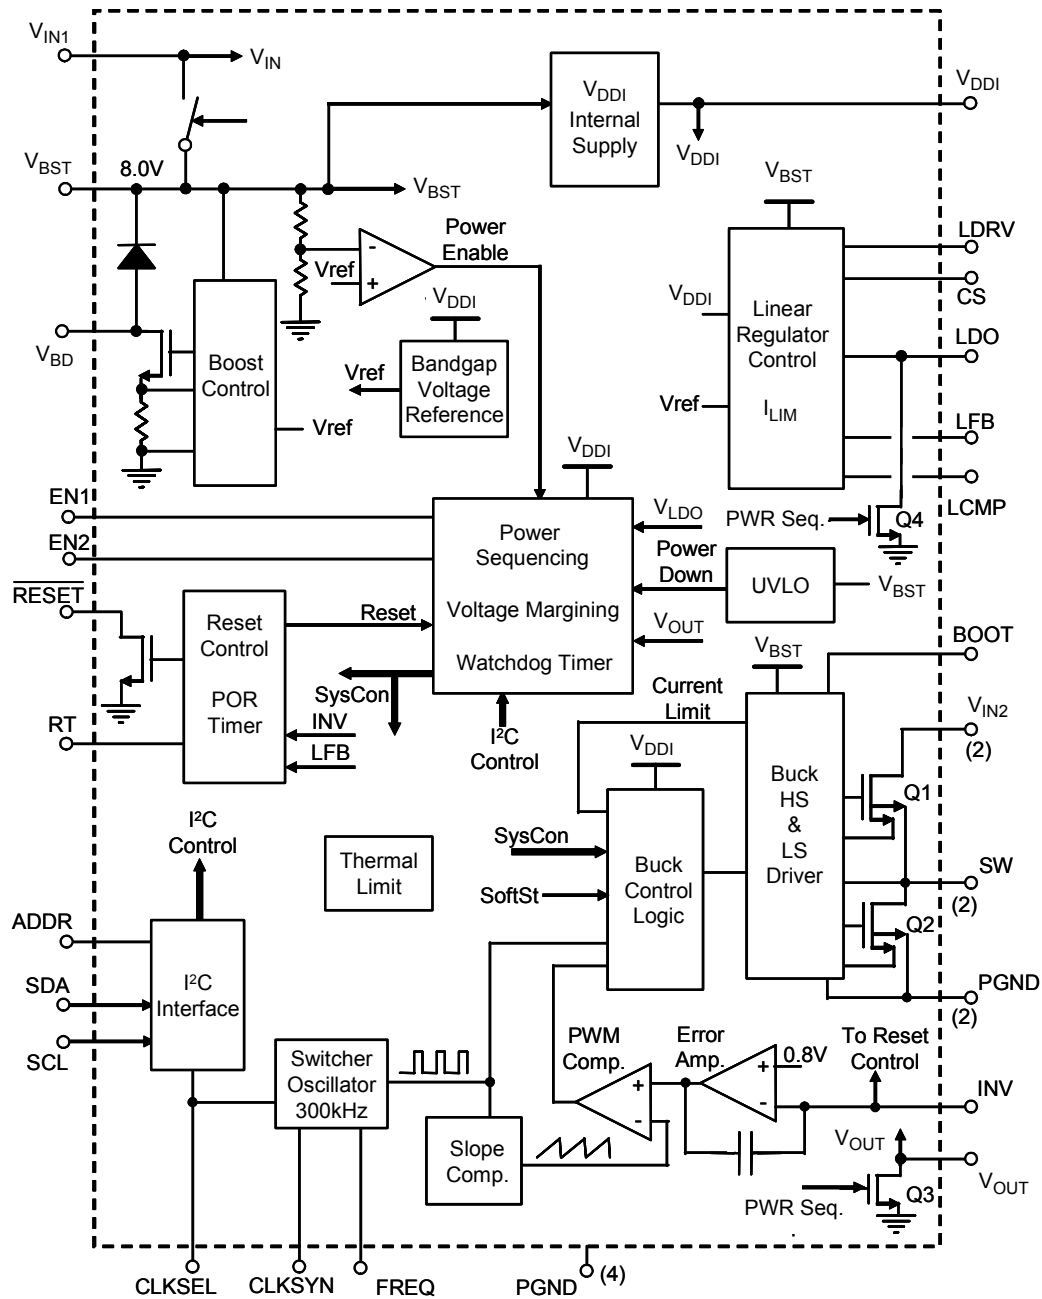 VIN1
VIN
VDDI
Internal
Supply
VDDI
VDDI
VBST
8.0V
VBST
VBST
LDRV
CS
Power
Enable
-
Vref
+
VDDI
VDDI
Linear
Regulator
Control
ILIM
LDO
VBD
Boost
Control
Vref
Bandgap
Voltage
Reference
Vref
Vref
LFB
LCMP
VDDI
EN1
EN2
Power
Sequencing
Voltage Margining
Watchdog Timer
VLDO
PWR Seq.
Q4
Power
Down
UVLO
VBST
VOUT
RESET
Reset
Control
POR
Timer
Reset
SysCon
INV
LFB
RT
I²C
Control
VBST
BOOT
Current
Limit
VDDI
Buck
HS
&
LS
Driver
VIN2
(2)
Q1
I²C
Control
Thermal
Limit
SysCon
SoftSt
Buck
Control
Logic
SW
(2)
Q2
PGND
(2)
ADDR
SDA
SCL
I²C
Interface
Switcher
Oscillator
300kHz
PWM
Comp.
+
-
Error
Amp.
+
-
0.8V
To Reset
Control
INV
Slope
Comp.
VOUT
VOUT
PWR Seq.
Q3
CLKSEL
CLKSYN
FREQ
PGND
(4)